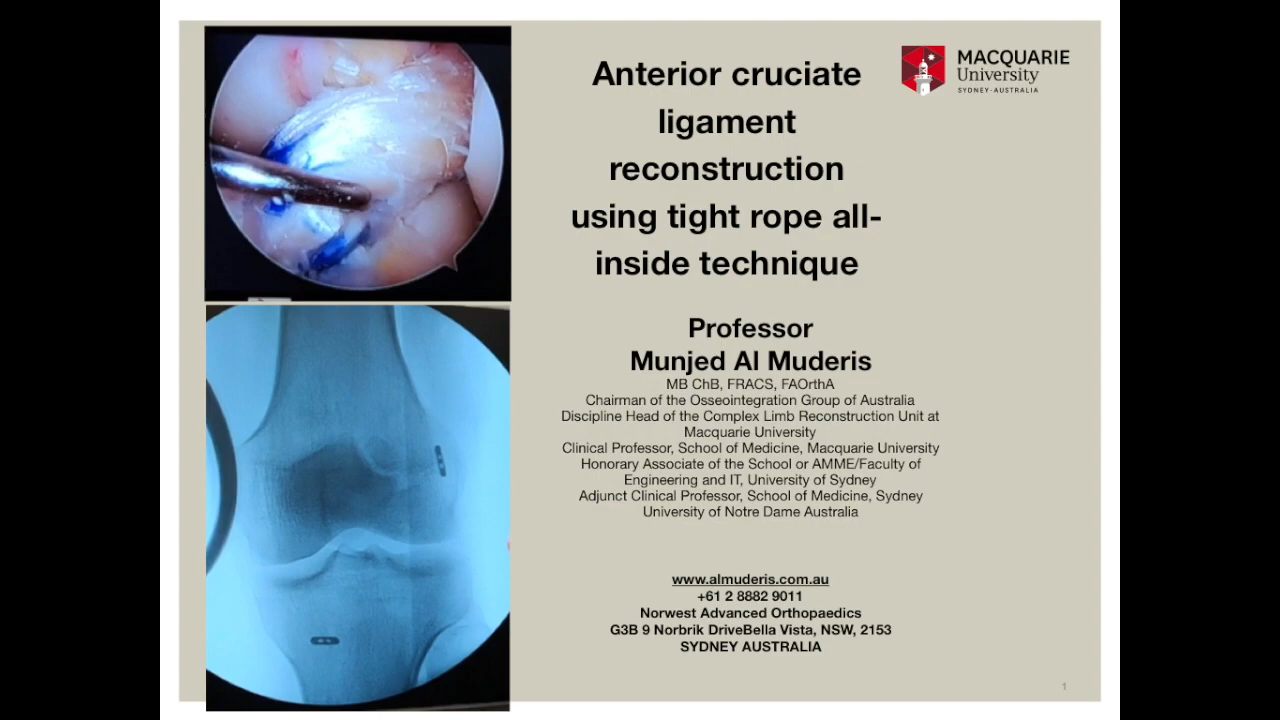 Anterior cruciate
ligament
reconstruction
using tight rope all-
inside technique
MACQUARIE
University
SYDNEY·AUSTRALIA
Professor
Munjed Al Muderis
MB ChB, FRACS, FAOrthA
Chairman of the Osseointegration Group of Australia
Discipline Head of the Complex Limb Reconstruction Unit at
Macquarie University
Clinical Professor, School of Medicine, Macquarie University
Honorary Associate of the School or AMME/Faculty of
Engineering and IT, University of Sydney
Adjunct Clinical Professor, School of Medicine, Sydney
University of Notre Dame Australia
www.almuderis.com.au
+61 2 8882 9011
Norwest Advanced Orthopaedics
G3B 9 Norbrik DriveBella Vista, NSW, 2153
SYDNEY AUSTRALIA
1